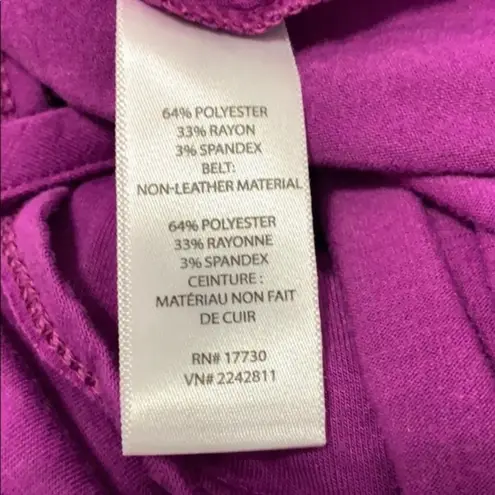 64% POLYESTER
33% RAYON
3% SPANDEX
BELT:
NON-LEATHER MATERIAL
64% POLYESTER
33% RAYONNE
3% SPANDEX
CEINTURE :
MATÉRIAU NON FAIT
DE CUIR
RN# 17730
VN# 2242811